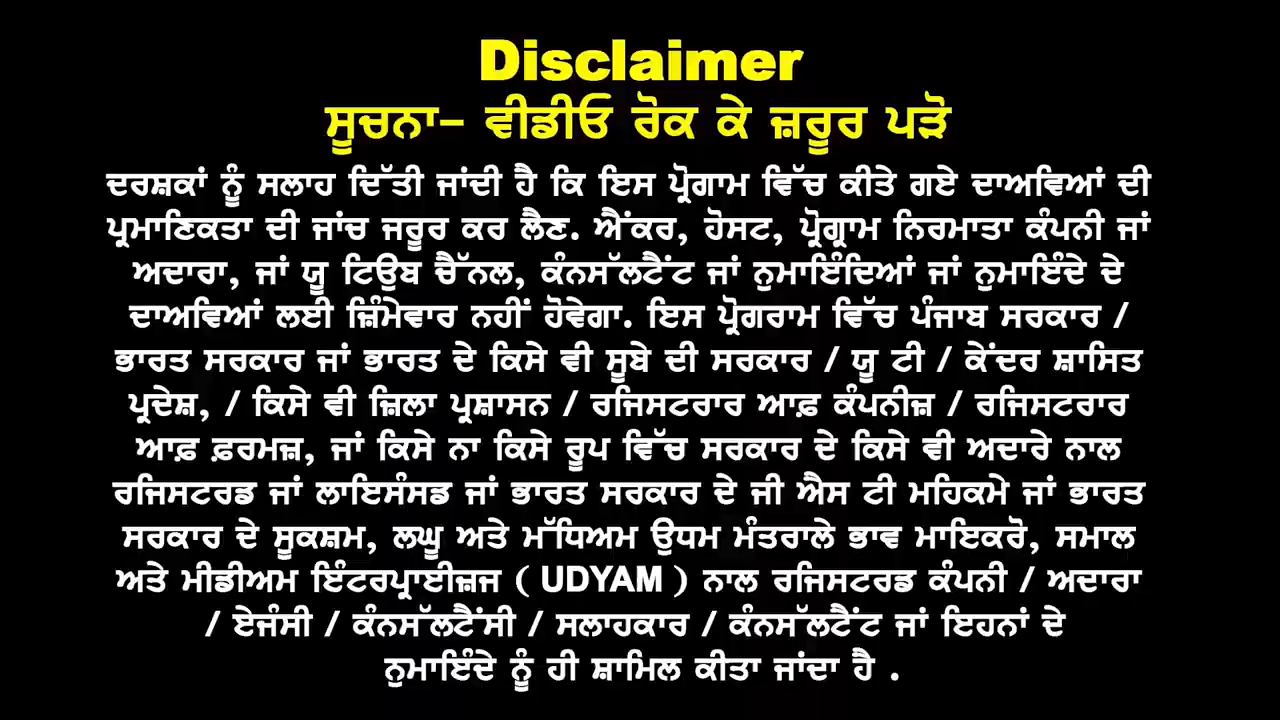 Disclaimer
ਸੂਚਨਾ- ਵੀਡੀਓ ਰੋਕ ਕੇ ਜ਼ਰੂਰ ਪੜੋ
ਦਰਸ਼ਕਾਂ ਨੂੰ ਸਲਾਹ ਦਿੱਤੀ ਜਾਂਦੀ ਹੈ ਕਿ ਇਸ ਪ੍ਰੋਗਾਮ ਵਿੱਚ ਕੀਤੇ ਗਏ ਦਾਅਵਿਆਂ ਦੀ
ਪ੍ਰਮਾਣਿਕਤਾ ਦੀ ਜਾਂਚ ਜਰੂਰ ਕਰ ਲੈਣ. ਐਂਕਰ, ਹੋਸਟ, ਪ੍ਰੋਗ੍ਰਾਮ ਨਿਰਮਾਤਾ ਕੰਪਨੀ ਜਾਂ
ਅਦਾਰਾ, ਜਾਂ ਯੂ ਟਿਊਬ ਚੈੱਨਲ, ਕੰਨਸੱਲਟੈਂਟ ਜਾਂ ਨੁਮਾਇੰਦਿਆਂ ਜਾਂ ਨੁਮਾਇੰਦੇ ਦੇ
ਦਾਅਵਿਆਂ ਲਈ ਜ਼ਿੰਮੇਵਾਰ ਨਹੀਂ ਹੋਵੇਗਾ. ਇਸ ਪ੍ਰੋਗਰਾਮ ਵਿੱਚ ਪੰਜਾਬ ਸਰਕਾਰ /
ਭਾਰਤ ਸਰਕਾਰ ਜਾਂ ਭਾਰਤ ਦੇ ਕਿਸੇ ਵੀ ਸੂਬੇ ਦੀ ਸਰਕਾਰ / ਯੂ ਟੀ / ਕੇਂਦਰ ਸ਼ਾਸਿਤ
ਪ੍ਰਦੇਸ਼, / ਕਿਸੇ ਵੀ ਜ਼ਿਲਾ ਪ੍ਰਸ਼ਾਸਨ / ਰਜਿਸਟਰਾਰ ਆਫ਼ ਕੰਪਨੀਜ਼ / ਰਜਿਸਟਰਾਰ
ਆਫ਼ ਫ਼ਰਮਜ਼, ਜਾਂ ਕਿਸੇ ਨਾ ਕਿਸੇ ਰੂਪ ਵਿੱਚ ਸਰਕਾਰ ਦੇ ਕਿਸੇ ਵੀ ਅਦਾਰੇ ਨਾਲ
ਰਜਿਸਟਰਡ ਜਾਂ ਲਾਇਸੰਸਡ ਜਾਂ ਭਾਰਤ ਸਰਕਾਰ ਦੇ ਜੀ ਐਸ ਟੀ ਮਹਿਕਮੇ ਜਾਂ ਭਾਰਤ
ਸਰਕਾਰ ਦੇ ਸੂਕਸ਼ਮ, ਲਘੂ ਅਤੇ ਮੱਧਿਅਮ ਉਧਮ ਮੰਤਰਾਲੇ ਭਾਵ ਮਾਇਕਰੋ, ਸਮਾਲ
ਅਤੇ ਮੀਡੀਅਮ ਇੰਟਰਪ੍ਰਾਈਜ਼ਜ ( UDYAM ) ਨਾਲ ਰਜਿਸਟਰਡ ਕੰਪਨੀ / ਅਦਾਰਾ
/ ਏਜੰਸੀ / ਕੰਨਸੱਲਟੈਂਸੀ / ਸਲਾਹਕਾਰ / ਕੰਨਸੱਲਟੈਂਟ ਜਾਂ ਇਹਨਾਂ ਦੇ
ਨੁਮਾਇੰਦੇ ਨੂੰ ਹੀ ਸ਼ਾਮਿਲ ਕੀਤਾ ਜਾਂਦਾ ਹੈ .